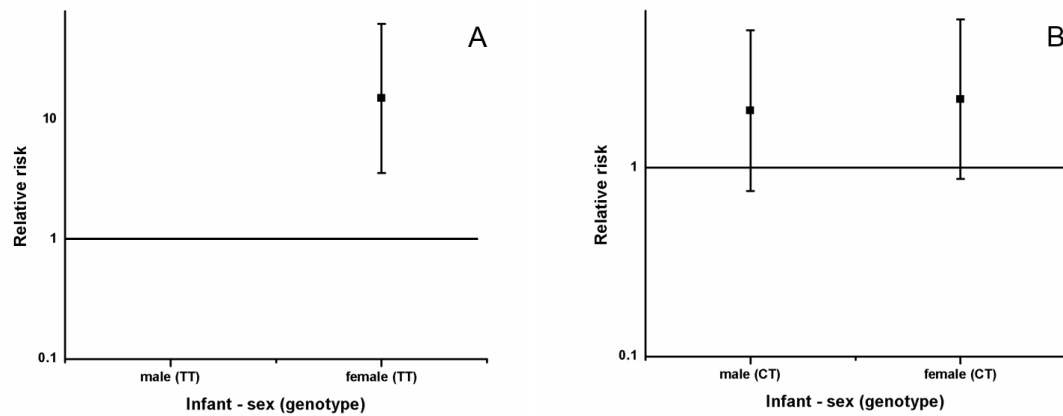 A
Relative risk
10
1
0.1
male (TT)
female (TT)
Infant - sex (genotype)
B
Relative risk
1
0.1
male (CT)
female (CT)
Infant - sex (genotype)